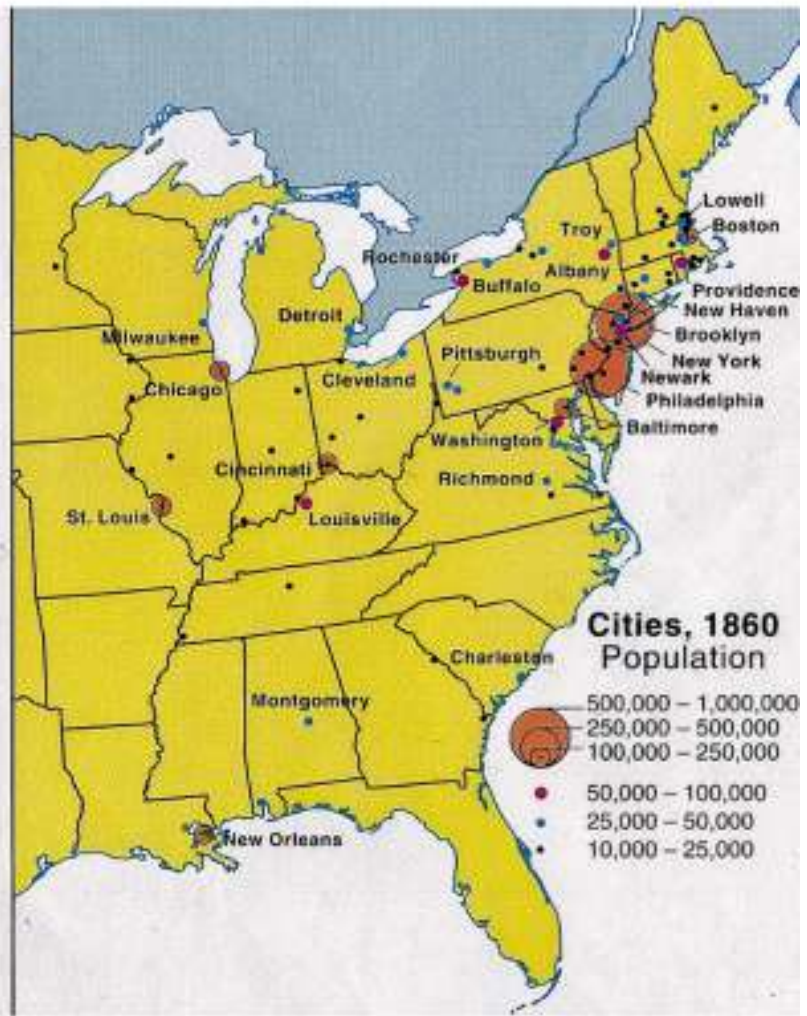 Lowell
Boston
Troy
Rochester
Albany
Buffalo
Providence
New Haven
Detroit
Milwaukee
Brooklyn
Pittsburgh
New York
Newark
Cleveland
Chicago
Philadelphia
Baltimore
Washington
Cincinnati
Richmond
St. Louis
Louisville
Charleston
Montgomery
New Orleans
Cities, 1860
Population
500,000 – 1,000,000
250,000 – 500,000
100,000 – 250,000
50,000 – 100,000
25,000 – 50,000
10,000 – 25,000